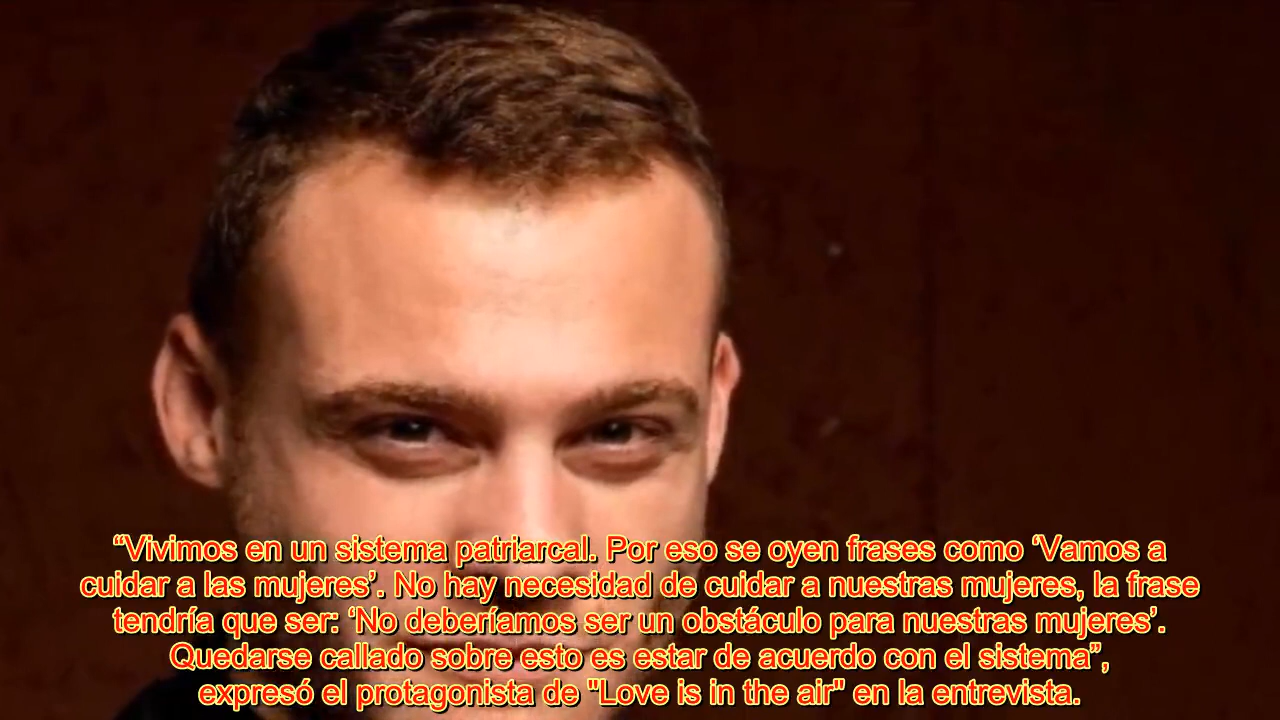 “Vivimos en un sistema patriarcal. Por eso se oyen frases como ‘Vamos a
cuidar a las mujeres’. No hay necesidad de cuidar a nuestras mujeres, la frase
tendría que ser: ‘No deberíamos ser un obstáculo para nuestras mujeres’.
Quedarse callado sobre esto es estar de acuerdo con el sistema”,
expresó el protagonista de "Love is in the air" en la entrevista.